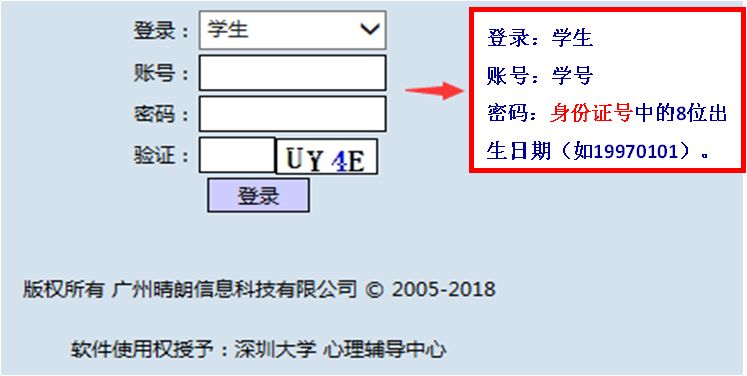 登录：学生
账号：
密码：
验证： UY4E
登录
登录：学生
账号：学号
密码：身份证号中的8位出
生日期（如19970101）。
版权所有 广州晴朗信息科技有限公司 © 2005-2018
软件使用权授予：深圳大学 心理辅导中心